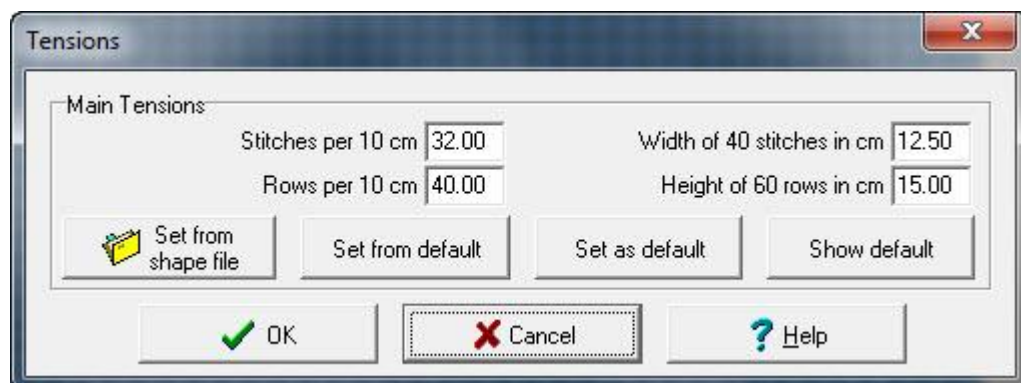 Tensions
x
Main Tensions
Stitches per 10 cm 32.00
Width of 40 stitches in cm 12.50
Rows per 10 cm 40.00
Height of 60 rows in cm 15.00
Set from
shape file
Set from default
Set as default
Show default
OK
Cancel
? Help